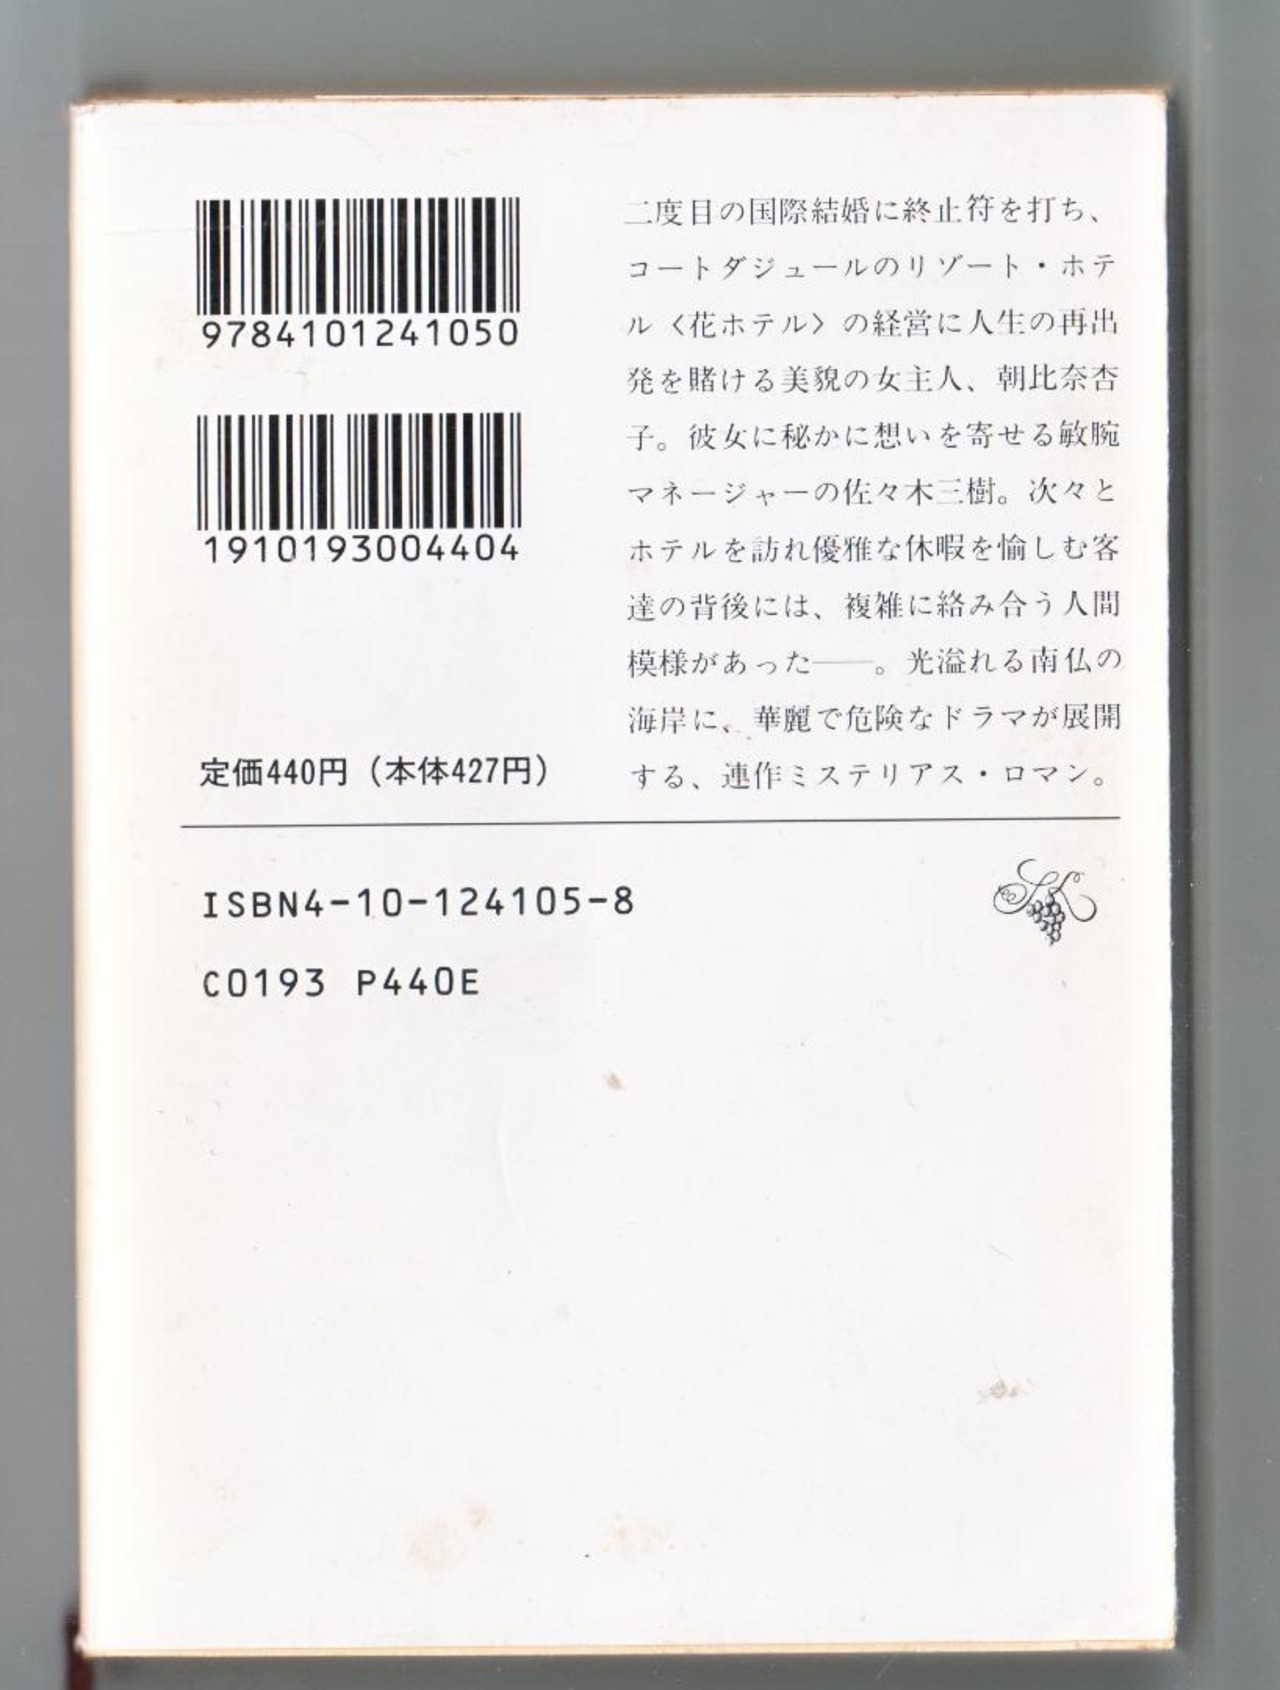 9784101241050
1910193004404
定価440円（本体427円）
二度目の国際結婚に終止符を打ち、
コートダジュールのリゾート・ホテ
ル〈花ホテル〉の経営に人生の再出
発を賭ける美貌の女主人、朝比奈杏
子。彼女に秘かに想いを寄せる敏腕
マネージャーの佐々木三樹。次々と
ホテルを訪れ優雅な休暇を愉しむ客
達の背後には、複雑に絡み合う人間
模様があった──。光溢れる南仏の
海岸に、華麗で危険なドラマが展開
する、連作ミステリアス・ロマン。
ISBN4-10-124105-8
C0193 P440E